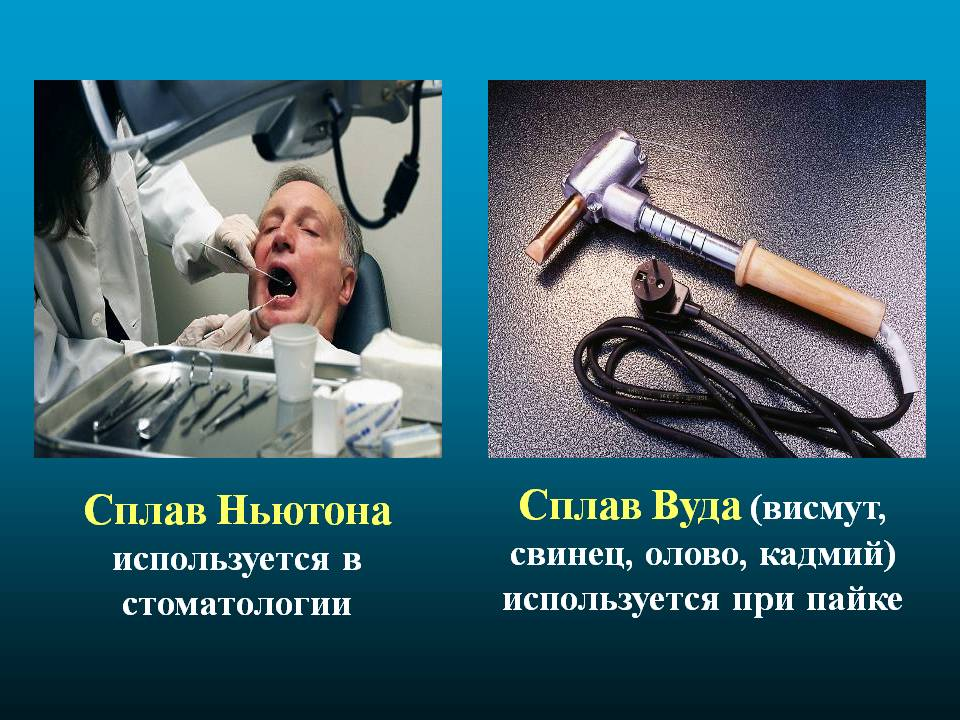 Сплав Ньютона
используется в
стоматологии
Сплав Вуда (висмут,
свинец, олово, кадмий)
используется при пайке